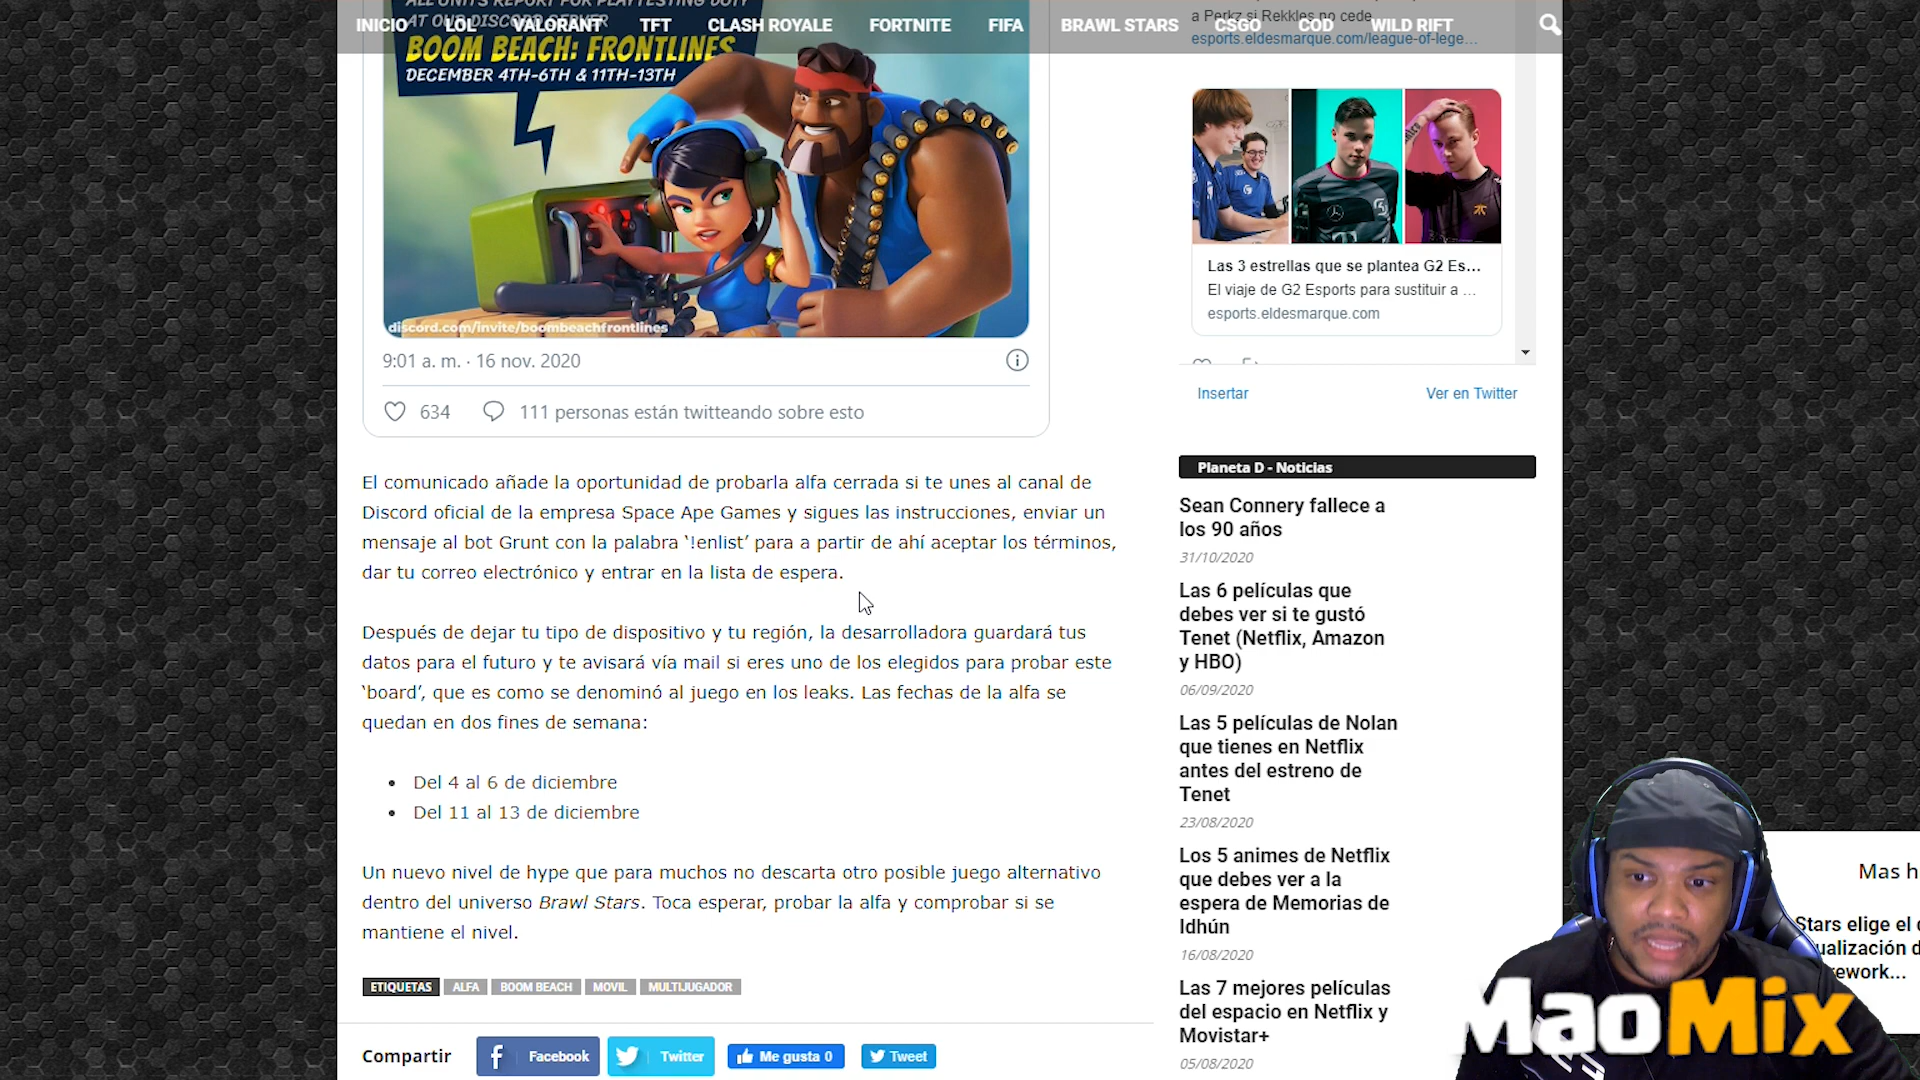 INICIO LOL VALORANT TFT CLASH ROYALE FORTNITE FIFA BRAWL STARS CSGO COD WILD RIFT
ALL UNITS REPORT FOR PLAYTESTING DUTY
AT OUR DISCORD SERVER
BOOM BEACH: FRONTLINES
DECEMBER 4TH-6TH & 11TH-13TH
discord.com/invite/boombeachfrontlines
9:01 a. m. · 16 nov. 2020
634 111 personas están twitteando sobre esto
El comunicado añade la oportunidad de probarla alfa cerrada si te unes al canal de
Discord oficial de la empresa Space Ape Games y sigues las instrucciones, enviar un
mensaje al bot Grunt con la palabra ‘!enlist’ para a partir de ahí aceptar los términos,
dar tu correo electrónico y entrar en la lista de espera.
Después de dejar tu tipo de dispositivo y tu región, la desarrolladora guardará tus
datos para el futuro y te avisará vía mail si eres uno de los elegidos para probar este
‘board’, que es como se denominó al juego en los leaks. Las fechas de la alfa se
quedan en dos fines de semana:
• Del 4 al 6 de diciembre
• Del 11 al 13 de diciembre
Un nuevo nivel de hype que para muchos no descarta otro posible juego alternativo
dentro del universo Brawl Stars. Toca esperar, probar la alfa y comprobar si se
mantiene el nivel.
ETIQUETAS ALFA BOOM BEACH MOVIL MULTIJUGADOR
Compartir Facebook Twitter Me gusta 0 Tweet
a Perkz si Rekkles no cede
esports.eldesmarque.com/league-of-lege...
Las 3 estrellas que se plantea G2 Es...
El viaje de G2 Esports para sustituir a ...
esports.eldesmarque.com
Insertar Ver en Twitter
Planeta D - Noticias
Sean Connery fallece a
los 90 años
31/10/2020
Las 6 películas que
debes ver si te gustó
Tenet (Netflix, Amazon
y HBO)
06/09/2020
Las 5 películas de Nolan
que tienes en Netflix
antes del estreno de
Tenet
23/08/2020
Los 5 animes de Netflix
que debes ver a la
espera de Memorias de
Idhún
16/08/2020
Las 7 mejores películas
del espacio en Netflix y
Movistar+
05/08/2020
Mas h
Stars elige el
ualización d
rework...
MaoMix